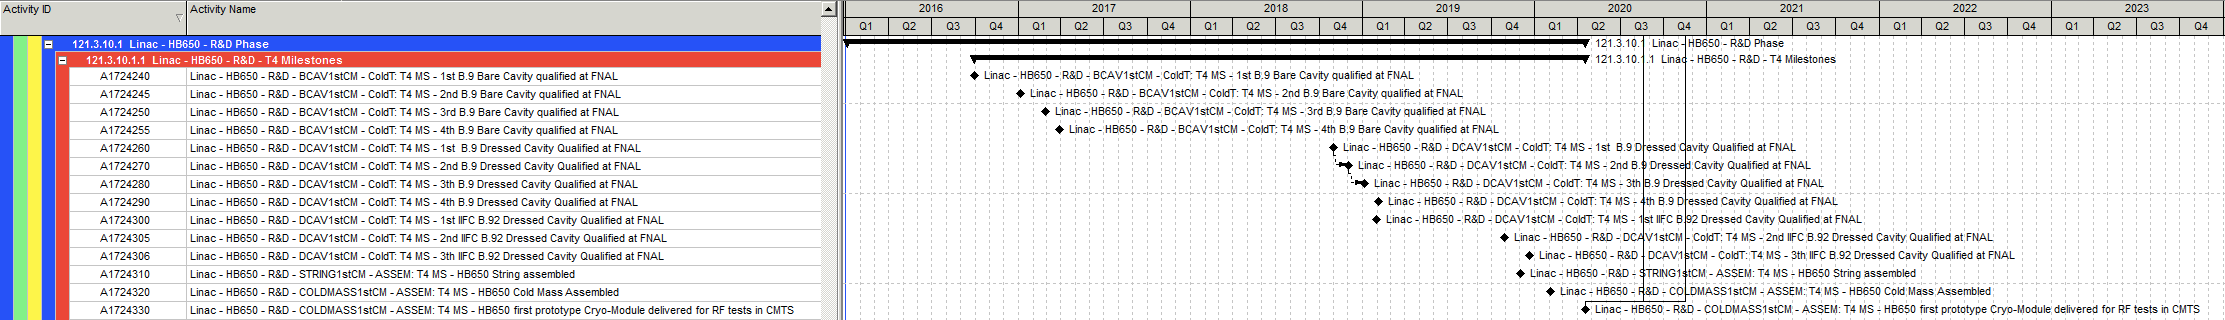 Activity ID Activity Name 2016 2017 2018 2019 2020 2021 2022 2023
Q1 Q2 Q3 Q4 Q1 Q2 Q3 Q4 Q1 Q2 Q3 Q4 Q1 Q2 Q3 Q4 Q1 Q2 Q3 Q4 Q1 Q2 Q3 Q4 Q1 Q2 Q3 Q4 Q1 Q2 Q3 Q4
121.3.10.1 Linac - HB650 - R&D Phase 121.3.10.1 Linac - HB650 - R&D Phase
121.3.10.1.1 Linac - HB650 - R&D - T4 Milestones 121.3.10.1.1 Linac - HB650 - R&D - T4 Milestones
A1724240 Linac - HB650 - R&D - BCAV1stCM - ColdT: T4 MS - 1st B.9 Bare Cavity qualified at FNAL Linac - HB650 - R&D - BCAV1stCM - ColdT: T4 MS - 1st B.9 Bare Cavity qualified at FNAL
A1724245 Linac - HB650 - R&D - BCAV1stCM - ColdT: T4 MS - 2nd B.9 Bare Cavity qualified at FNAL Linac - HB650 - R&D - BCAV1stCM - ColdT: T4 MS - 2nd B.9 Bare Cavity qualified at FNAL
A1724250 Linac - HB650 - R&D - BCAV1stCM - ColdT: T4 MS - 3rd B.9 Bare Cavity qualified at FNAL Linac - HB650 - R&D - BCAV1stCM - ColdT: T4 MS - 3rd B.9 Bare Cavity qualified at FNAL
A1724255 Linac - HB650 - R&D - BCAV1stCM - ColdT: T4 MS - 4th B.9 Bare Cavity qualified at FNAL Linac - HB650 - R&D - BCAV1stCM - ColdT: T4 MS - 4th B.9 Bare Cavity qualified at FNAL
A1724260 Linac - HB650 - R&D - DCAV1stCM - ColdT: T4 MS - 1st B.9 Dressed Cavity Qualified at FNAL Linac - HB650 - R&D - DCAV1stCM - ColdT: T4 MS - 1st B.9 Dressed Cavity Qualified at FNAL
A1724270 Linac - HB650 - R&D - DCAV1stCM - ColdT: T4 MS - 2nd B.9 Dressed Cavity Qualified at FNAL Linac - HB650 - R&D - DCAV1stCM - ColdT: T4 MS - 2nd B.9 Dressed Cavity Qualified at FNAL
A1724280 Linac - HB650 - R&D - DCAV1stCM - ColdT: T4 MS - 3th B.9 Dressed Cavity Qualified at FNAL Linac - HB650 - R&D - DCAV1stCM - ColdT: T4 MS - 3th B.9 Dressed Cavity Qualified at FNAL
A1724290 Linac - HB650 - R&D - DCAV1stCM - ColdT: T4 MS - 4th B.9 Dressed Cavity Qualified at FNAL Linac - HB650 - R&D - DCAV1stCM - ColdT: T4 MS - 4th B.9 Dressed Cavity Qualified at FNAL
A1724300 Linac - HB650 - R&D - DCAV1stCM - ColdT: T4 MS - 1st IIFC B.92 Dressed Cavity Qualified at FNAL Linac - HB650 - R&D - DCAV1stCM - ColdT: T4 MS - 1st IIFC B.92 Dressed Cavity Qualified at FNAL
A1724305 Linac - HB650 - R&D - DCAV1stCM - ColdT: T4 MS - 2nd IIFC B.92 Dressed Cavity Qualified at FNAL Linac - HB650 - R&D - DCAV1stCM - ColdT: T4 MS - 2nd IIFC B.92 Dressed Cavity Qualified at FNAL
A1724306 Linac - HB650 - R&D - DCAV1stCM - ColdT: T4 MS - 3th IIFC B.92 Dressed Cavity Qualified at FNAL Linac - HB650 - R&D - DCAV1stCM - ColdT: T4 MS - 3th IIFC B.92 Dressed Cavity Qualified at FNAL
A1724310 Linac - HB650 - R&D - STRING1stCM - ASSEM: T4 MS - HB650 String assembled Linac - HB650 - R&D - STRING1stCM - ASSEM: T4 MS - HB650 String assembled
A1724320 Linac - HB650 - R&D - COLDMASS1stCM - ASSEM: T4 MS - HB650 Cold Mass Assembled Linac - HB650 - R&D - COLDMASS1stCM - ASSEM: T4 MS - HB650 Cold Mass Assembled
A1724330 Linac - HB650 - R&D - COLDMASS1stCM - ASSEM: T4 MS - HB650 first prototype Cryo-Module delivered for RF tests in CMTS Linac - HB650 - R&D - COLDMASS1stCM - ASSEM: T4 MS - HB650 first prototype Cryo-Module delivered for RF tests in CMTS